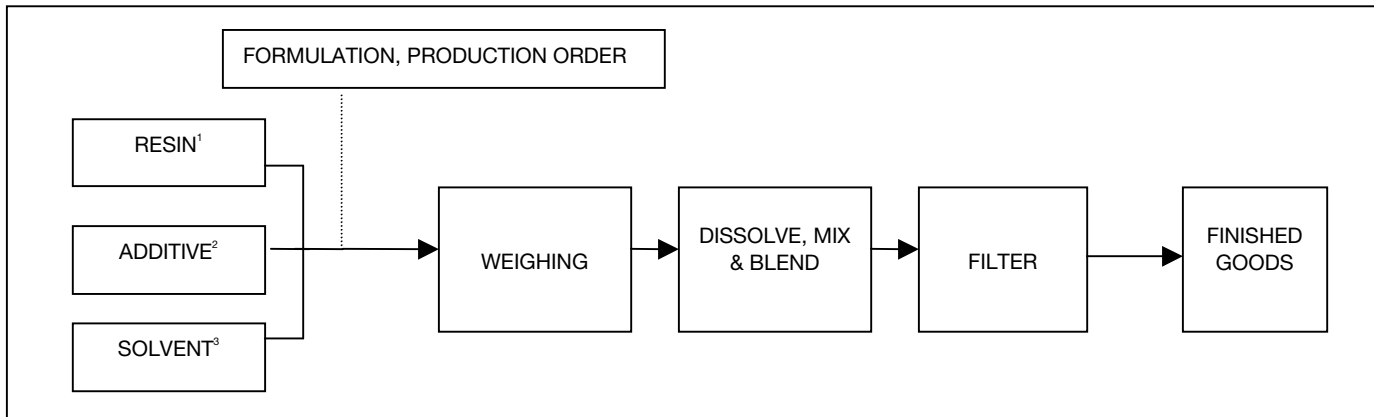 FORMULATION, PRODUCTION ORDER
RESIN¹
ADDITIVE²
SOLVENT³
WEIGHING
DISSOLVE, MIX
& BLEND
FILTER
FINISHED
GOODS